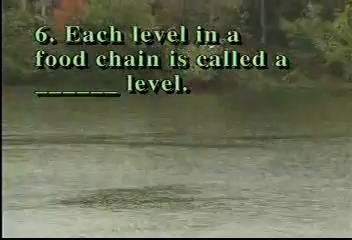 6. Each level in a
food chain is called a
______ level.